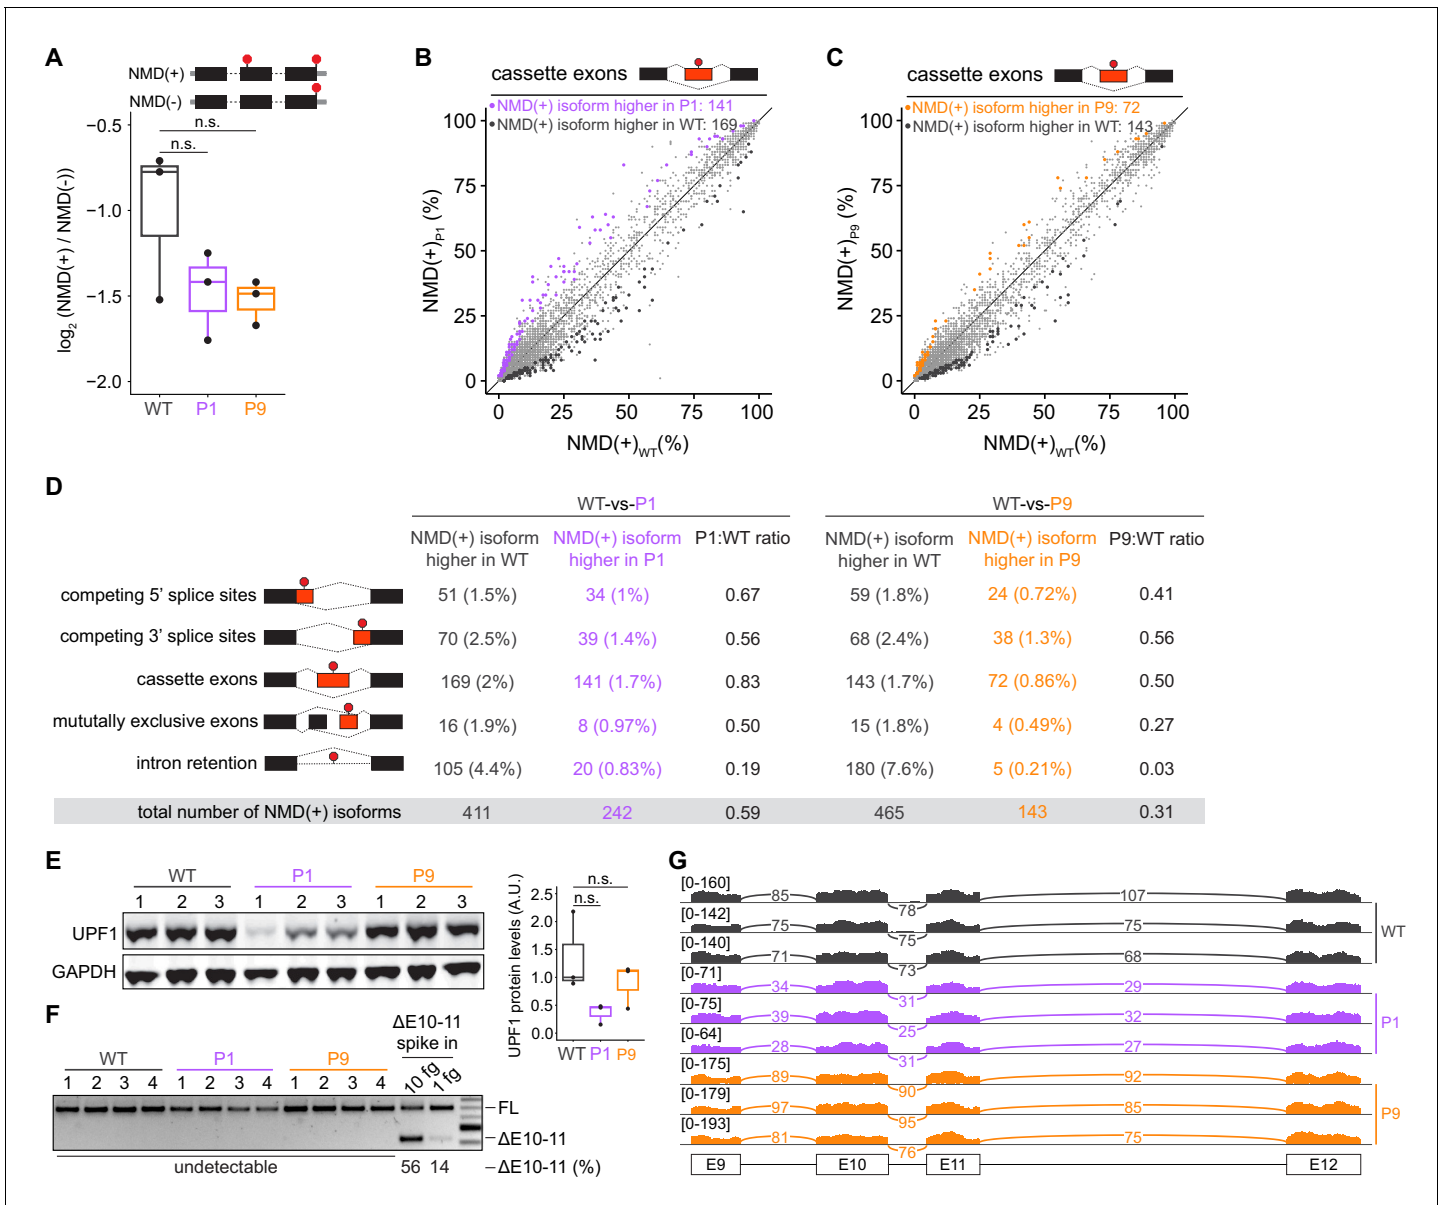 A
NMD(+)
NMD(-)
n.s.
n.s.
−0.5
−1.0
−1.5
−2.0
log2 (NMD(+) / NMD(-))
WT P1 P9
B
cassette exons
NMD(+) isoform higher in P1: 141
NMD(+) isoform higher in WT: 169
100
75
50
25
0
NMD(+)P1 (%)
0 25 50 75 100
NMD(+)WT(%)
C
cassette exons
NMD(+) isoform higher in P9: 72
NMD(+) isoform higher in WT: 143
100
75
50
25
0
NMD(+)P9 (%)
0 25 50 75 100
NMD(+)WT(%)
D
WT-vs-P1 WT-vs-P9
NMD(+) isoform higher in WT NMD(+) isoform higher in P1 P1:WT ratio NMD(+) isoform higher in WT NMD(+) isoform higher in P9 P9:WT ratio
competing 5’ splice sites 51 (1.5%) 34 (1%) 0.67 59 (1.8%) 24 (0.72%) 0.41
competing 3’ splice sites 70 (2.5%) 39 (1.4%) 0.56 68 (2.4%) 38 (1.3%) 0.56
cassette exons 169 (2%) 141 (1.7%) 0.83 143 (1.7%) 72 (0.86%) 0.50
mututally exclusive exons 16 (1.9%) 8 (0.97%) 0.50 15 (1.8%) 4 (0.49%) 0.27
intron retention 105 (4.4%) 20 (0.83%) 0.19 180 (7.6%) 5 (0.21%) 0.03
total number of NMD(+) isoforms 411 242 0.59 465 143 0.31
E
WT P1 P9
1 2 3 1 2 3 1 2 3
UPF1
GAPDH
UPF1 protein levels (A.U.)
2.5
2.0
1.5
1.0
0.5
0.0
n.s.
n.s.
WT P1 P9
F
ΔE10-11
spike in
WT P1 P9
1 2 3 4 1 2 3 4 1 2 3 4 10 fg 1 fg
FL
ΔE10-11
undetectable 56 14 ΔE10-11 (%)
G
[0-160]
85 78 107
[0-142]
75 75 75
[0-140]
71 73 68
WT
[0-71]
34 31 29
[0-75]
39 25 32
[0-64]
28 31 27
P1
[0-175]
89 90 92
[0-179]
97 95 85
[0-193]
81 76 75
P9
E9 E10 E11 E12